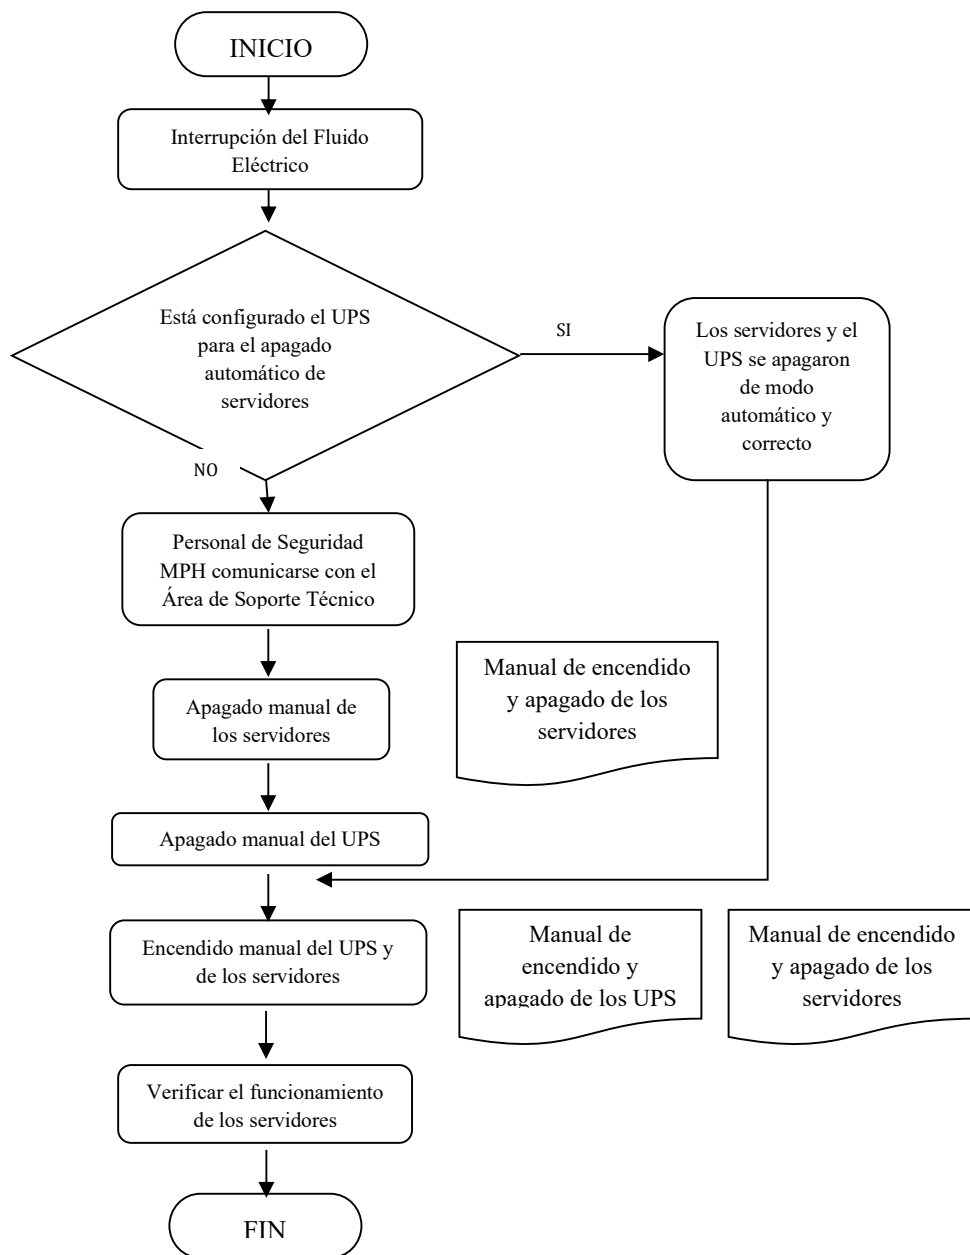 INICIO
Interrupción del Fluido
Eléctrico
Está configurado el UPS
para el apagado
automático de
servidores
SI
Los servidores y el
UPS se apagaron
de modo
automático y
correcto
NO
Personal de Seguridad
MPH comunicarse con el
Área de Soporte Técnico
Manual de encendido
y apagado de los
servidores
Apagado manual de
los servidores
Apagado manual del UPS
Encendido manual del UPS y
de los servidores
Manual de
encendido y
apagado de los UPS
Manual de encendido
y apagado de los
servidores
Verificar el funcionamiento
de los servidores
FIN